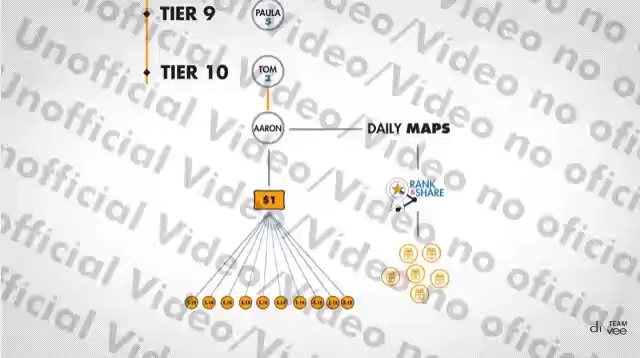 TIER 9
PAULA
5
TIER 10
TOM
3
AARON
DAILY MAPS
$1
RANK
&SHARE
TEAM
divee
Unofficial Video/Video no oficial